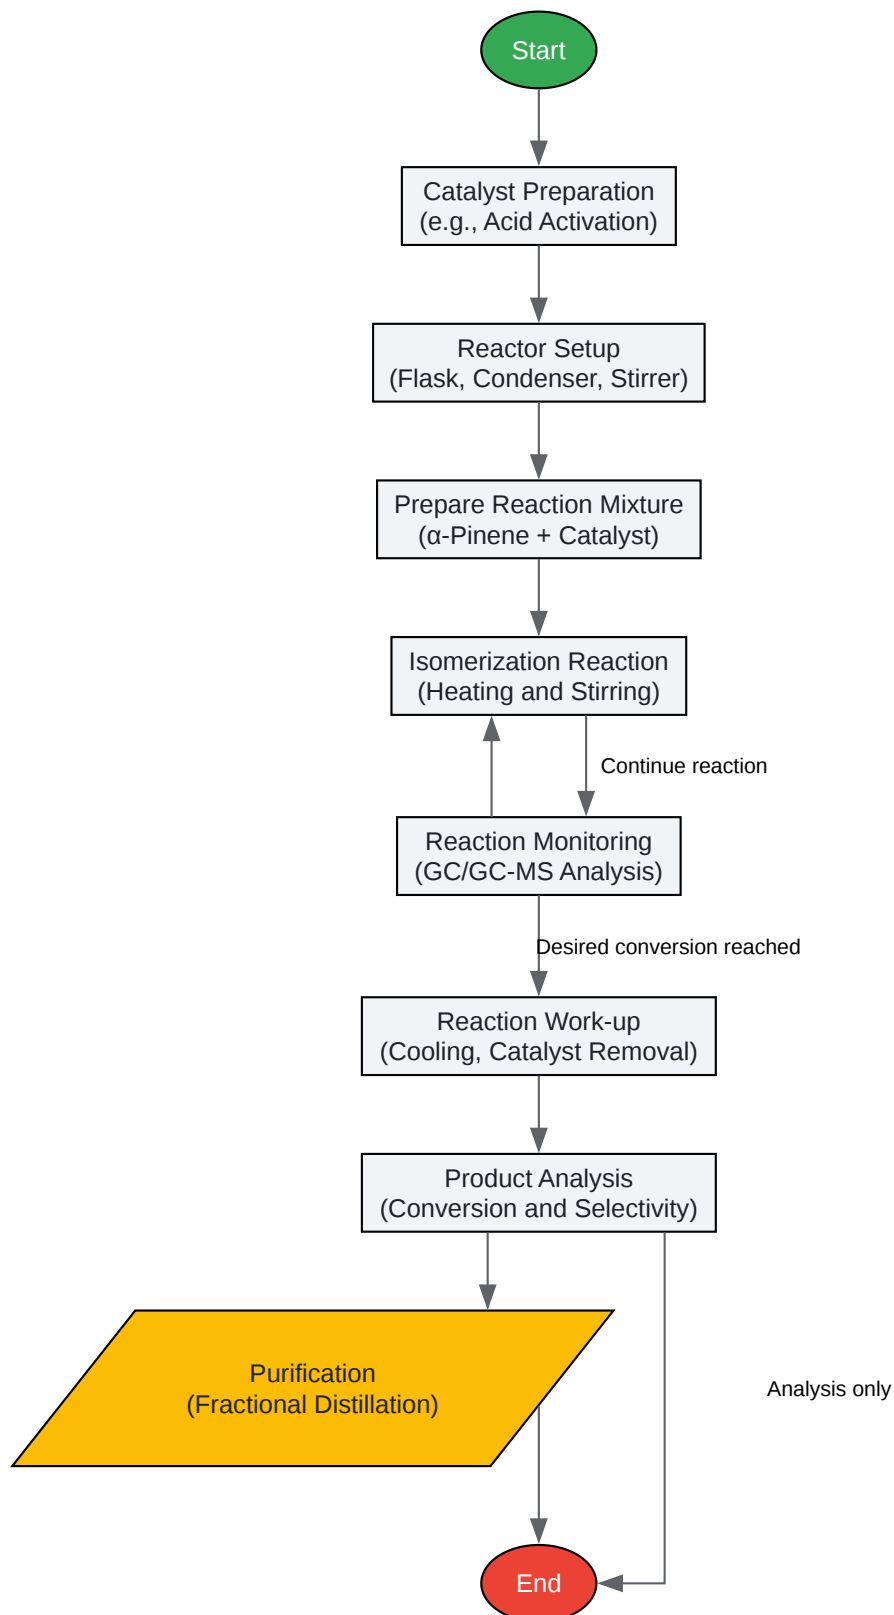 Start
Catalyst Preparation
(e.g., Acid Activation)
Reactor Setup
(Flask, Condenser, Stirrer)
Prepare Reaction Mixture
(α-Pinene + Catalyst)
Isomerization Reaction
(Heating and Stirring)
Continue reaction
Reaction Monitoring
(GC/GC-MS Analysis)
Desired conversion reached
Reaction Work-up
(Cooling, Catalyst Removal)
Product Analysis
(Conversion and Selectivity)
Purification
(Fractional Distillation)
Analysis only
End